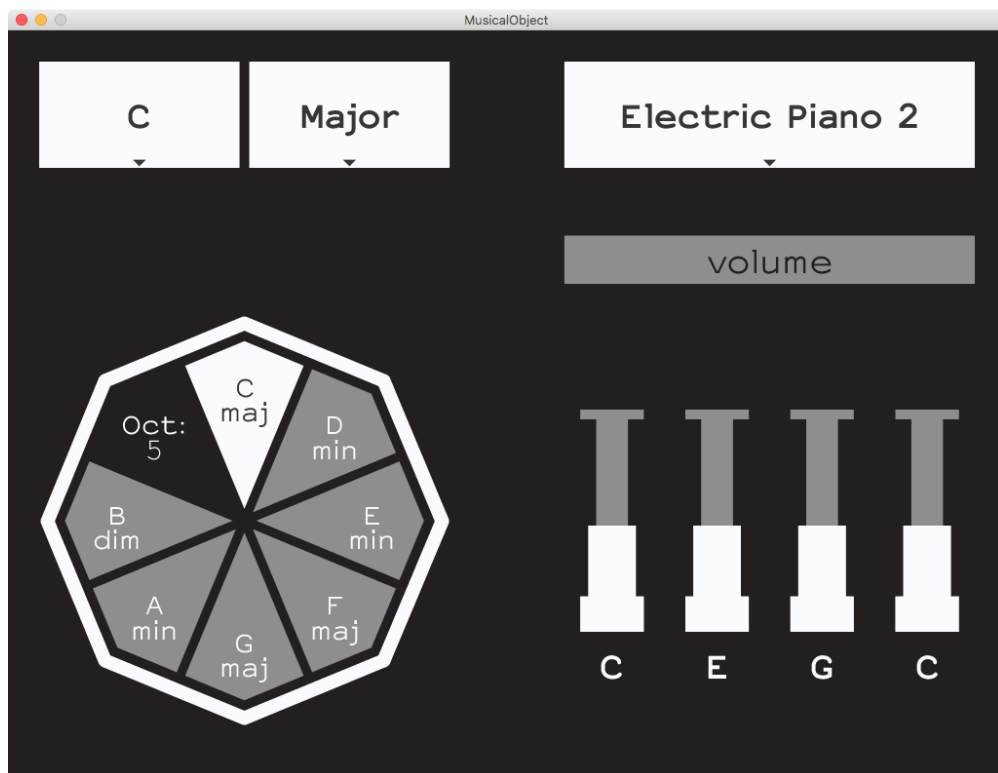 MusicalObject
C
Major
Electric Piano 2
volume
C
maj
D
min
E
min
F
maj
G
maj
A
min
B
dim
Oct:
5
C E G C